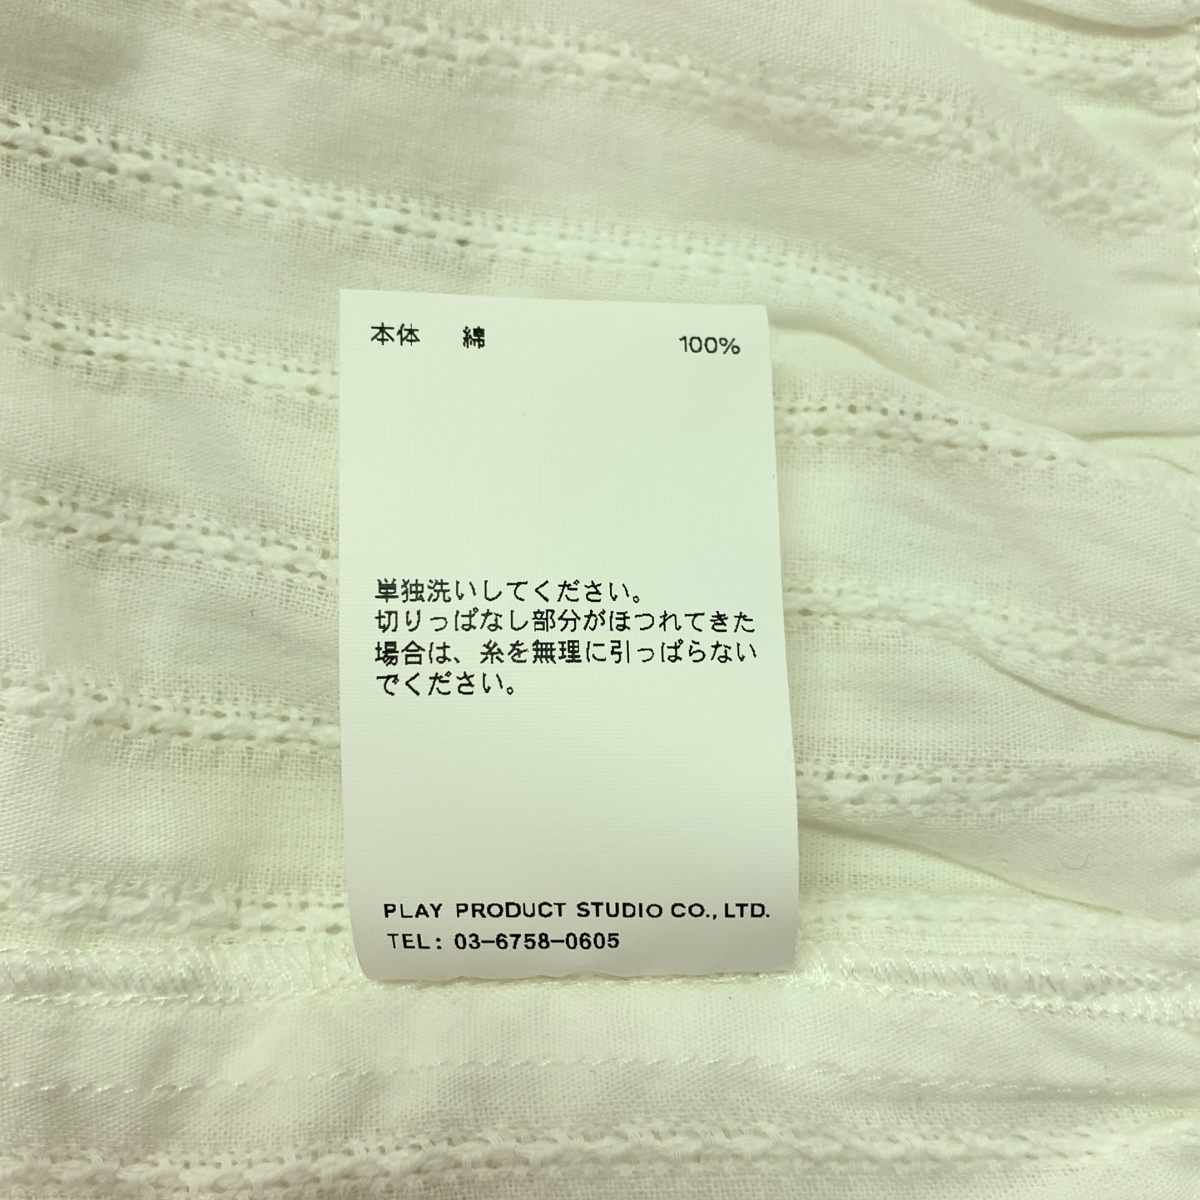 本体 綿 100%
単独洗いしてください。
切りっぱなし部分がほつれてきた
場合は、糸を無理に引っぱらない
でください。
PLAY PRODUCT STUDIO CO., LTD.
TEL: 03-6758-0605